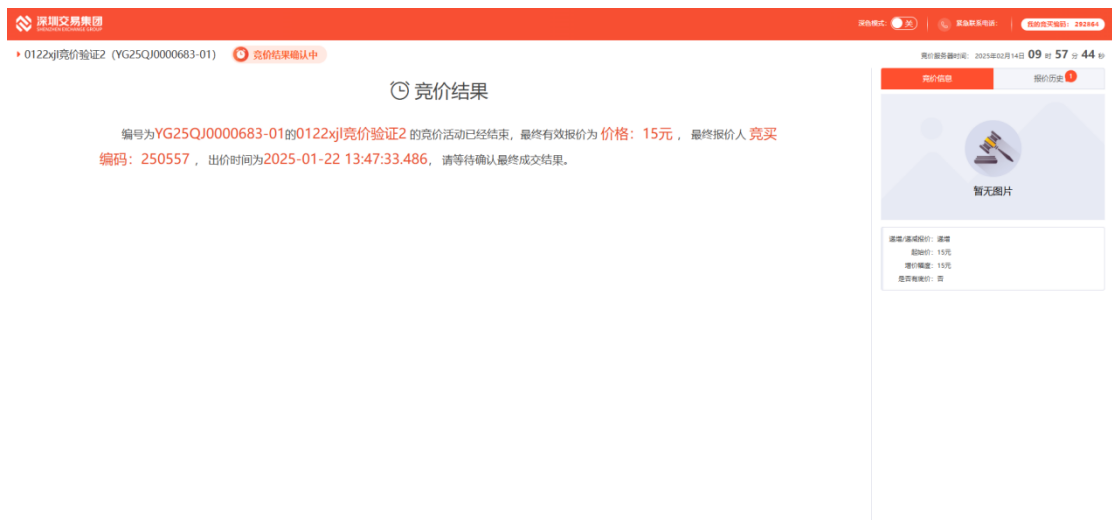 深圳交易集团
SHENZHEN EXCHANGE GROUP
深色模式: 关
紧急联系电话:
我的竞买编码: 292864
0122xjl竞价验证2 (YG25QJ0000683-01)
竞价结果确认中
竞价服务器时间: 2025年02月14日 09 时 57 分 44 秒
竞价结果
编号为YG25QJ0000683-01的0122xjl竞价验证2 的竞价活动已经结束, 最终有效报价为 价格: 15元 , 最终报价人 竞买
编码: 250557 , 出价时间为2025-01-22 13:47:33.486, 请等待确认最终成交结果。
竞价信息
报价历史 1
暂无图片
递增/递减报价: 递增
起始价: 15元
增价幅度: 15元
是否有底价: 否